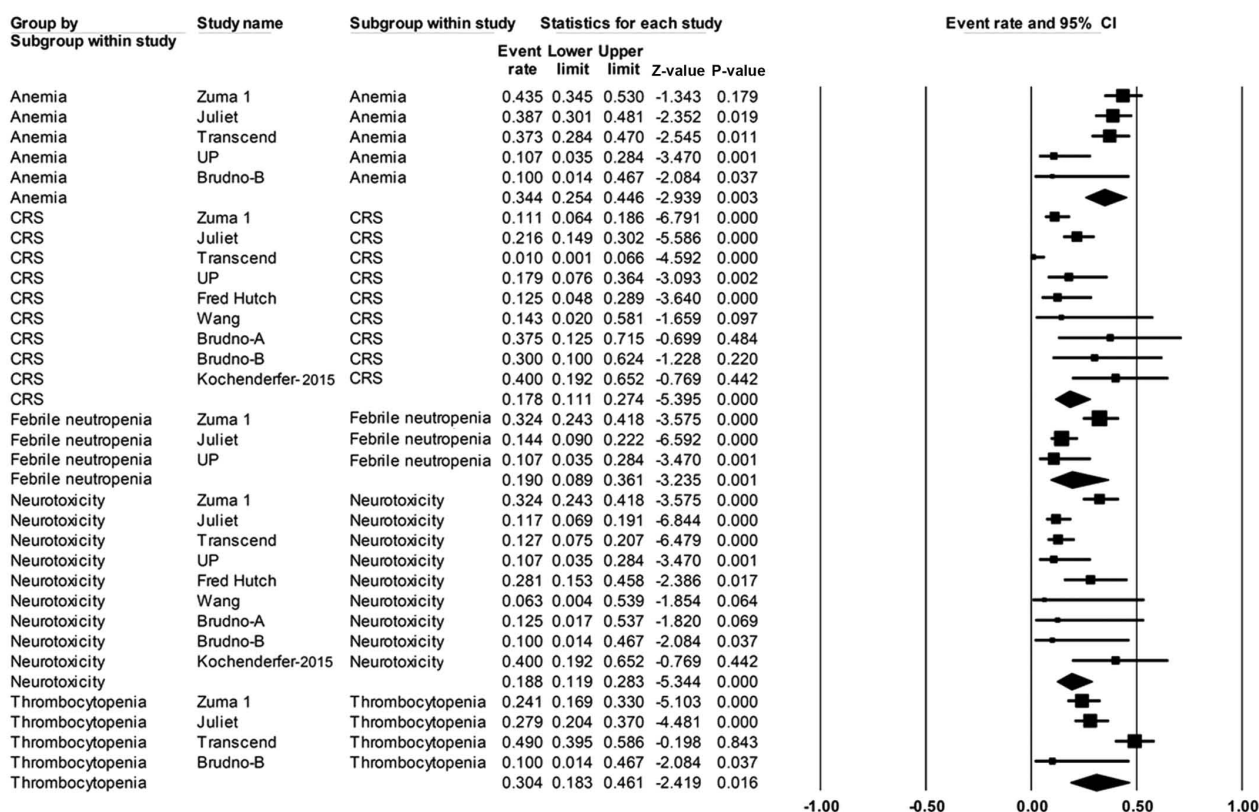 Group by Study name Subgroup within study Statistics for each study Event rate and 95% CI
Subgroup within study
Event Lower Upper
rate limit limit Z-value P-value
Anemia Zuma 1 Anemia 0.435 0.345 0.530 -1.343 0.179
Anemia Juliet Anemia 0.387 0.301 0.481 -2.352 0.019
Anemia Transcend Anemia 0.373 0.284 0.470 -2.545 0.011
Anemia UP Anemia 0.107 0.035 0.284 -3.470 0.001
Anemia Brudno-B Anemia 0.100 0.014 0.467 -2.084 0.037
Anemia 0.344 0.254 0.446 -2.939 0.003
CRS Zuma 1 CRS 0.111 0.064 0.186 -6.791 0.000
CRS Juliet CRS 0.216 0.149 0.302 -5.586 0.000
CRS Transcend CRS 0.010 0.001 0.066 -4.592 0.000
CRS UP CRS 0.179 0.076 0.364 -3.093 0.002
CRS Fred Hutch CRS 0.125 0.048 0.289 -3.640 0.000
CRS Wang CRS 0.143 0.020 0.581 -1.659 0.097
CRS Brudno-A CRS 0.375 0.125 0.715 -0.699 0.484
CRS Brudno-B CRS 0.300 0.100 0.624 -1.228 0.220
CRS Kochenderfer-2015 CRS 0.400 0.192 0.652 -0.769 0.442
CRS 0.178 0.111 0.274 -5.395 0.000
Febrile neutropenia Zuma 1 Febrile neutropenia 0.324 0.243 0.418 -3.575 0.000
Febrile neutropenia Juliet Febrile neutropenia 0.144 0.090 0.222 -6.592 0.000
Febrile neutropenia UP Febrile neutropenia 0.107 0.035 0.284 -3.470 0.001
Febrile neutropenia 0.190 0.089 0.361 -3.235 0.001
Neurotoxicity Zuma 1 Neurotoxicity 0.324 0.243 0.418 -3.575 0.000
Neurotoxicity Juliet Neurotoxicity 0.117 0.069 0.191 -6.844 0.000
Neurotoxicity Transcend Neurotoxicity 0.127 0.075 0.207 -6.479 0.000
Neurotoxicity UP Neurotoxicity 0.107 0.035 0.284 -3.470 0.001
Neurotoxicity Fred Hutch Neurotoxicity 0.281 0.153 0.458 -2.386 0.017
Neurotoxicity Wang Neurotoxicity 0.063 0.004 0.539 -1.854 0.064
Neurotoxicity Brudno-A Neurotoxicity 0.125 0.017 0.537 -1.820 0.069
Neurotoxicity Brudno-B Neurotoxicity 0.100 0.014 0.467 -2.084 0.037
Neurotoxicity Kochenderfer-2015 Neurotoxicity 0.400 0.192 0.652 -0.769 0.442
Neurotoxicity 0.188 0.119 0.283 -5.344 0.000
Thrombocytopenia Zuma 1 Thrombocytopenia 0.241 0.169 0.330 -5.103 0.000
Thrombocytopenia Juliet Thrombocytopenia 0.279 0.204 0.370 -4.481 0.000
Thrombocytopenia Transcend Thrombocytopenia 0.490 0.395 0.586 -0.198 0.843
Thrombocytopenia Brudno-B Thrombocytopenia 0.100 0.014 0.467 -2.084 0.037
Thrombocytopenia 0.304 0.183 0.461 -2.419 0.016
-1.00 -0.50 0.00 0.50 1.00